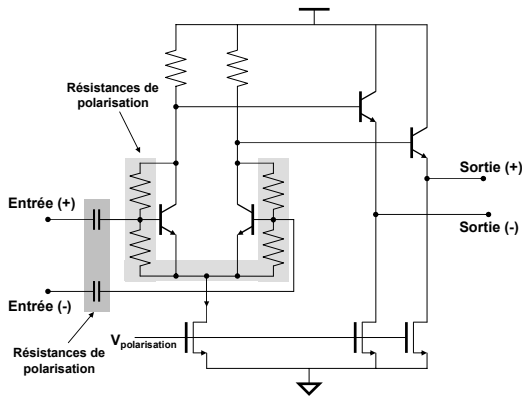 Résistances de
polarisation
Entrée (+)
Sortie (+)
Sortie (-)
Entrée (-)
V polarisation
Résistances de
polarisation